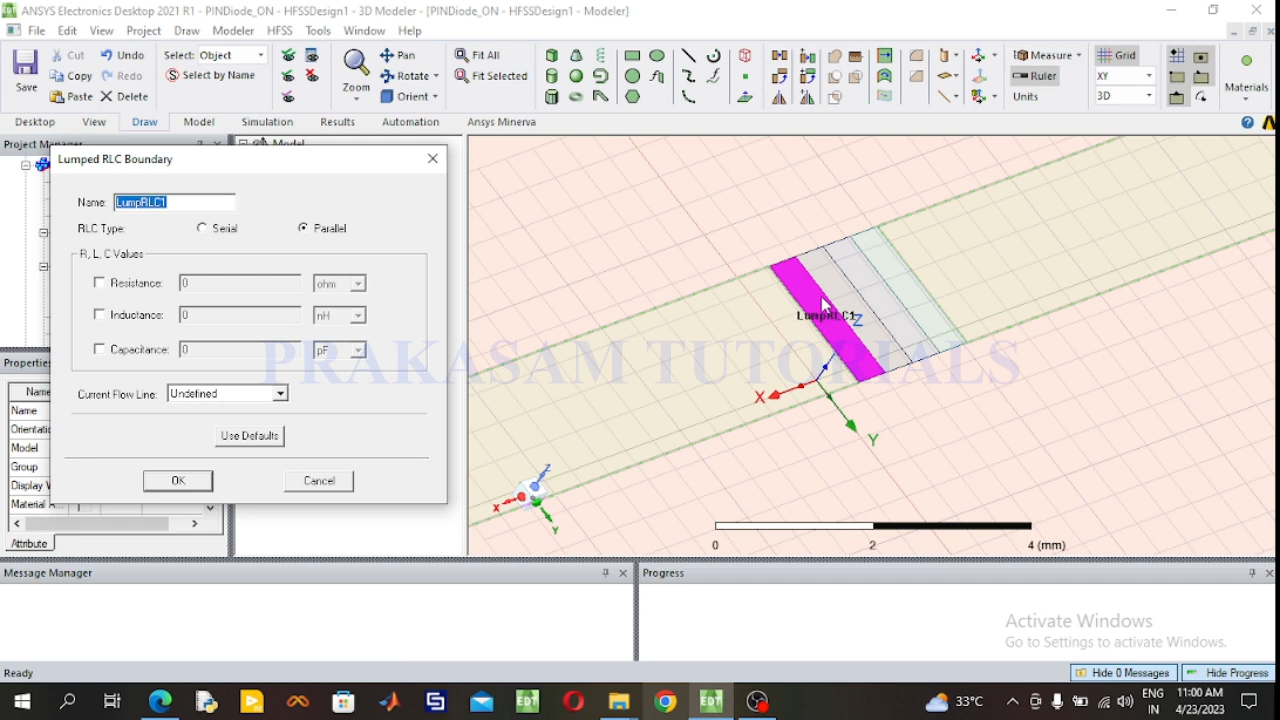 ANSYS Electronics Desktop 2021 R1 - PINDiode_ON - HFSSDesign1 - 3D Modeler - [PINDiode_ON - HFSSDesign1 - Modeler]
File Edit View Project Draw Modeler HFSS Tools Window Help
Save
Cut
Copy
Paste
Undo
Redo
Delete
Select: Object
Select by Name
Zoom
Pan
Rotate
Orient
Fit All
Fit Selected
Measure
Ruler
Units
Grid
XY
3D
Materials
Desktop View Draw Model Simulation Results Automation Ansys Minerva
Project Manager
Model
Lumped RLC Boundary
Name: LumpRLC1
RLC Type: Serial Parallel
R, L, C Values
Resistance: 0 ohm
Inductance: 0 nH
Capacitance: 0 pF
Current Flow Line: Undefined
Use Defaults
OK Cancel
Properties
Name
Name
Model
Group
Attribute
LumpRLC1
Z
X
Y
Z
X
Y
0 2 4 (mm)
PRAKASAM TUTORIALS
Message Manager
Progress
Activate Windows
Go to Settings to activate Windows.
Ready
Hide 0 Messages
Hide Progress
EDT
EDT
33°C
ENG
IN
11:00 AM
4/23/2023